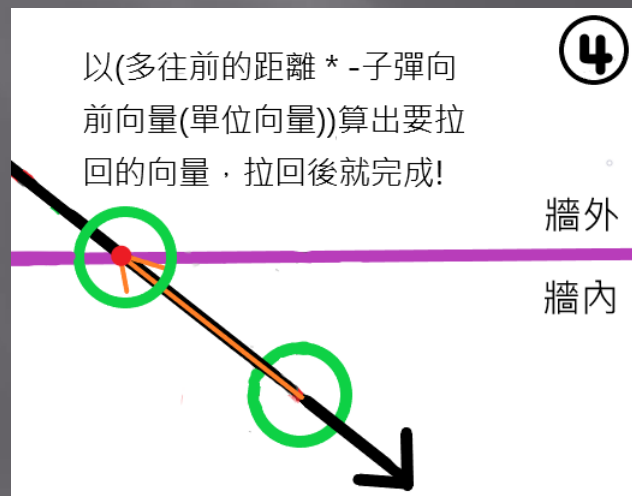 ④
以(多往前的距離 * -子彈向
前向量(單位向量))算出要拉
回的向量，拉回後就完成!
牆外
牆內